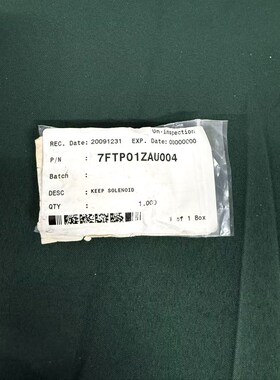 Un-inspection
REC. Date: 20091231 EXP. Date: 00000000
P/N : 7FTP01ZAU004
Batch :
DESC : KEEP SOLENOID
QTY : 1.000
1 of 1 Box